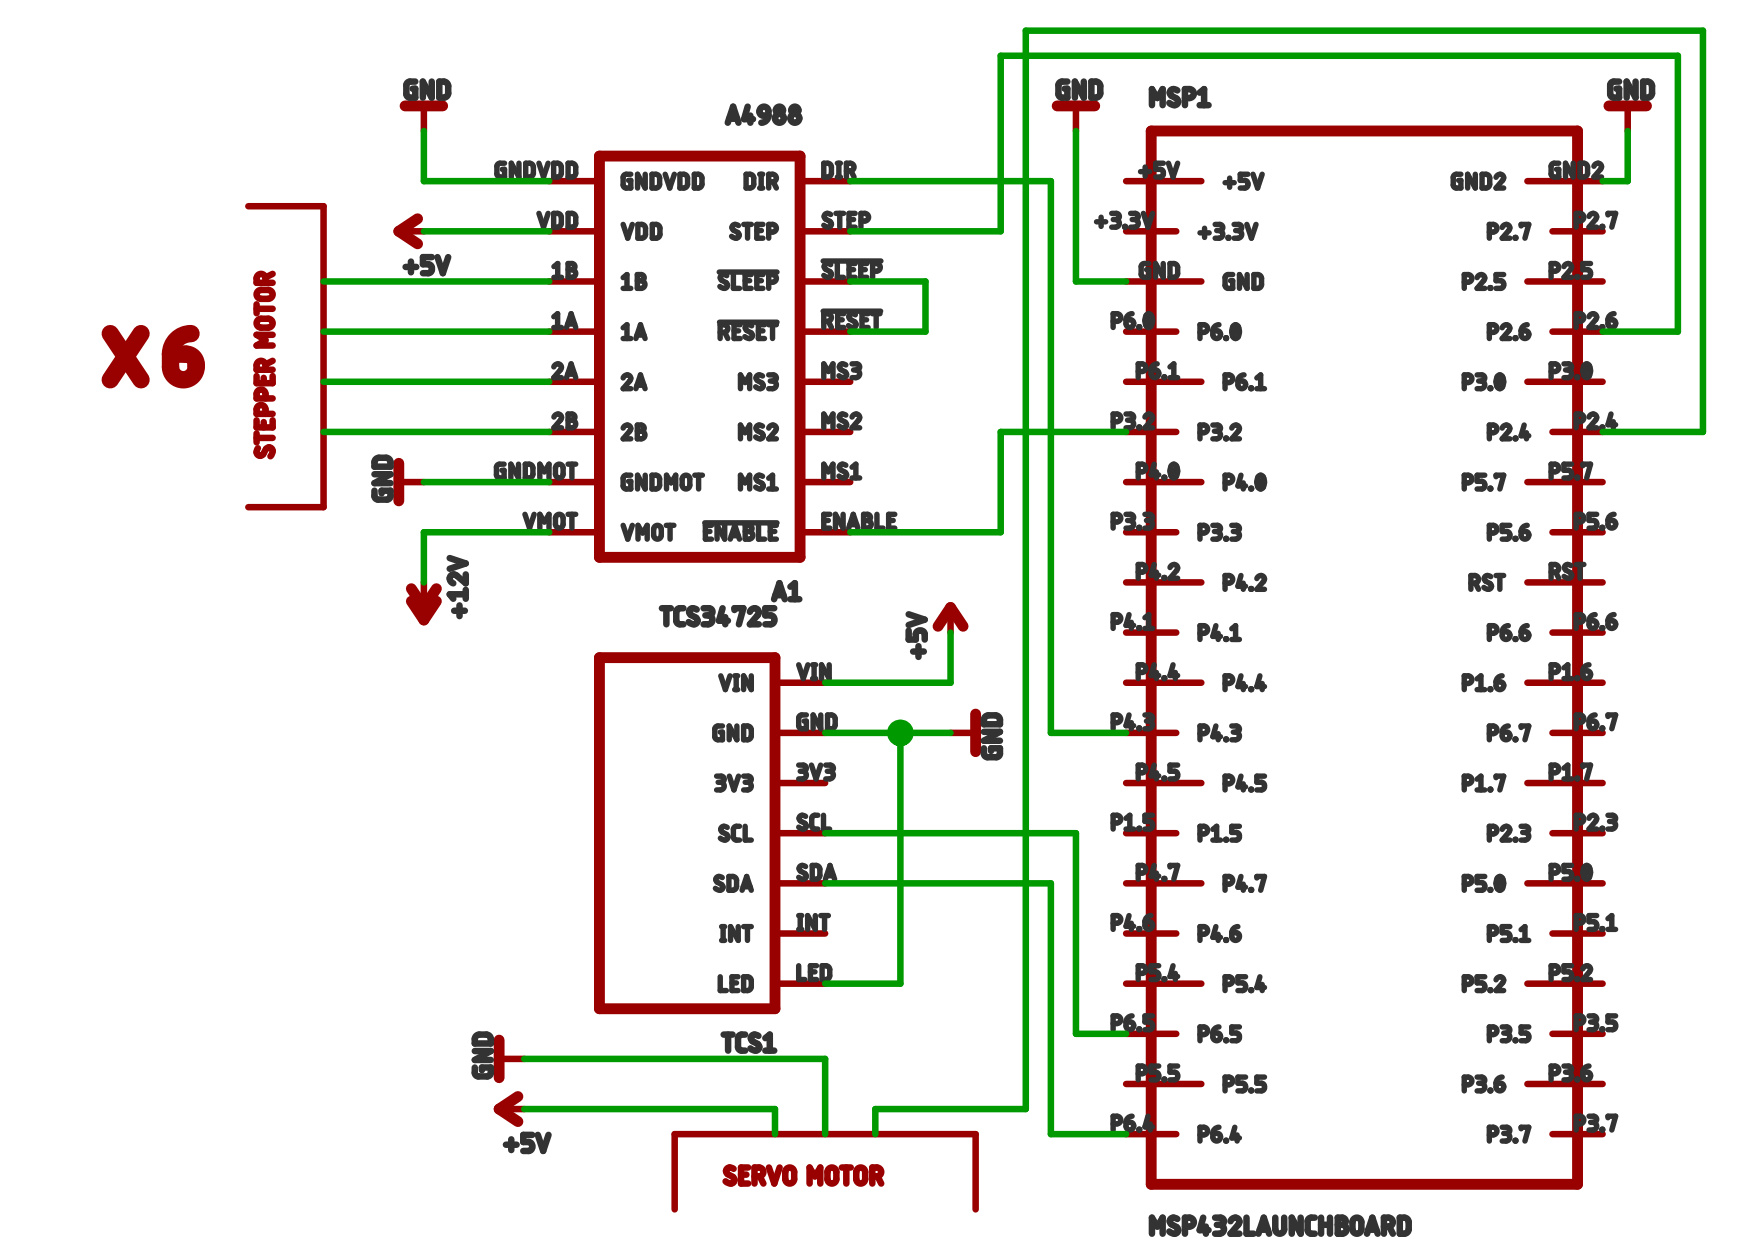 GND
GND
MSP1
GND
A4988
GNDVDD
GNDVDD
DIR
DIR
VDD
VDD
STEP
STEP
+5V
1B
1B
SLEEP
SLEEP
1A
1A
RESET
RESET
2A
2A
MS3
MS3
2B
2B
MS2
MS2
GND
GNDMOT
GNDMOT
MS1
MS1
VMOT
VMOT
ENABLE
ENABLE
+12V
A1
X6
STEPPER MOTOR
TCS34725
+5V
VIN
VIN
GND
GND
GND
3V3
3V3
SCL
SCL
SDA
SDA
INT
INT
LED
LED
TCS1
GND
+5V
SERVO MOTOR
+5V
+5V
GND2
GND2
+3.3V
+3.3V
P2.7
P2.7
GND
GND
P2.5
P2.5
P6.0
P6.0
P2.6
P2.6
P6.1
P6.1
P3.0
P3.0
P3.2
P3.2
P2.4
P2.4
P4.0
P4.0
P5.7
P5.7
P3.3
P3.3
P5.6
P5.6
P4.2
P4.2
RST
RST
P4.1
P4.1
P6.6
P6.6
P4.4
P4.4
P1.6
P1.6
P4.3
P4.3
P6.7
P6.7
P4.5
P4.5
P1.7
P1.7
P1.5
P1.5
P2.3
P2.3
P4.7
P4.7
P5.0
P5.0
P4.6
P4.6
P5.1
P5.1
P5.4
P5.4
P5.2
P5.2
P6.5
P6.5
P3.5
P3.5
P5.5
P5.5
P3.6
P3.6
P6.4
P6.4
P3.7
P3.7
MSP432LAUNCHBOARD